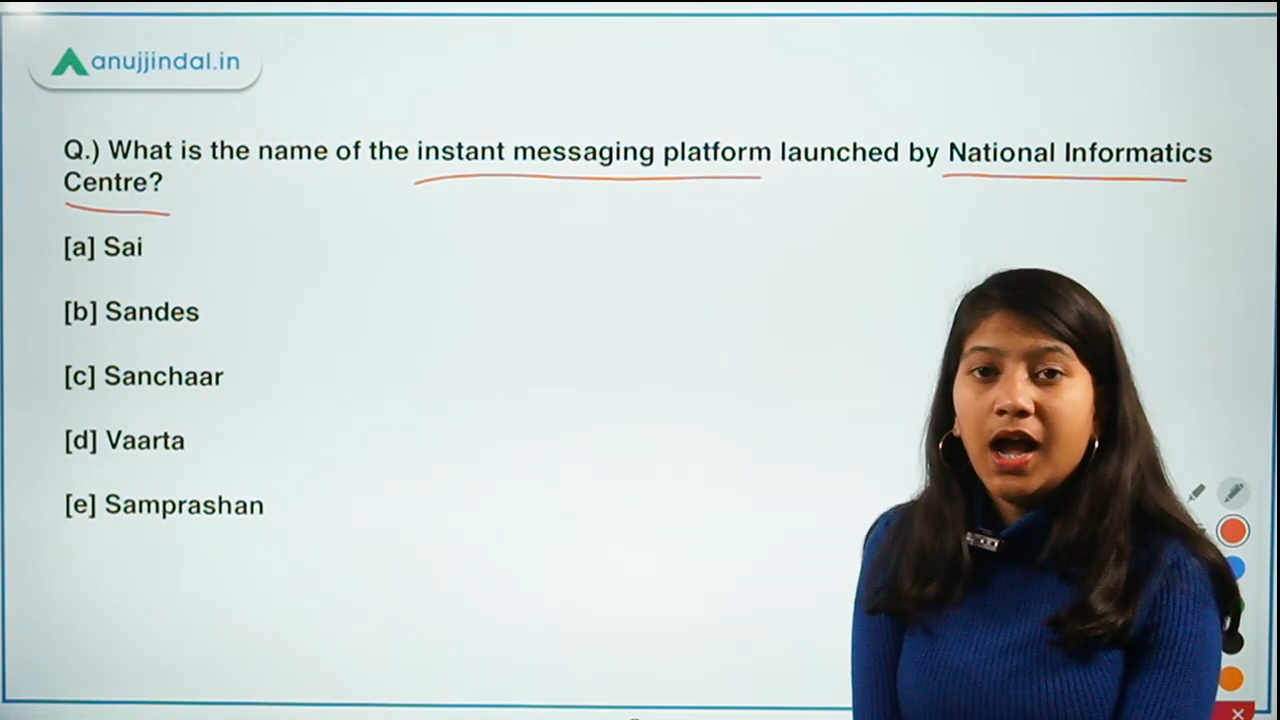 anujjindal.in
Q.) What is the name of the instant messaging platform launched by National Informatics
Centre?
[a] Sai
[b] Sandes
[c] Sanchaar
[d] Vaarta
[e] Samprashan